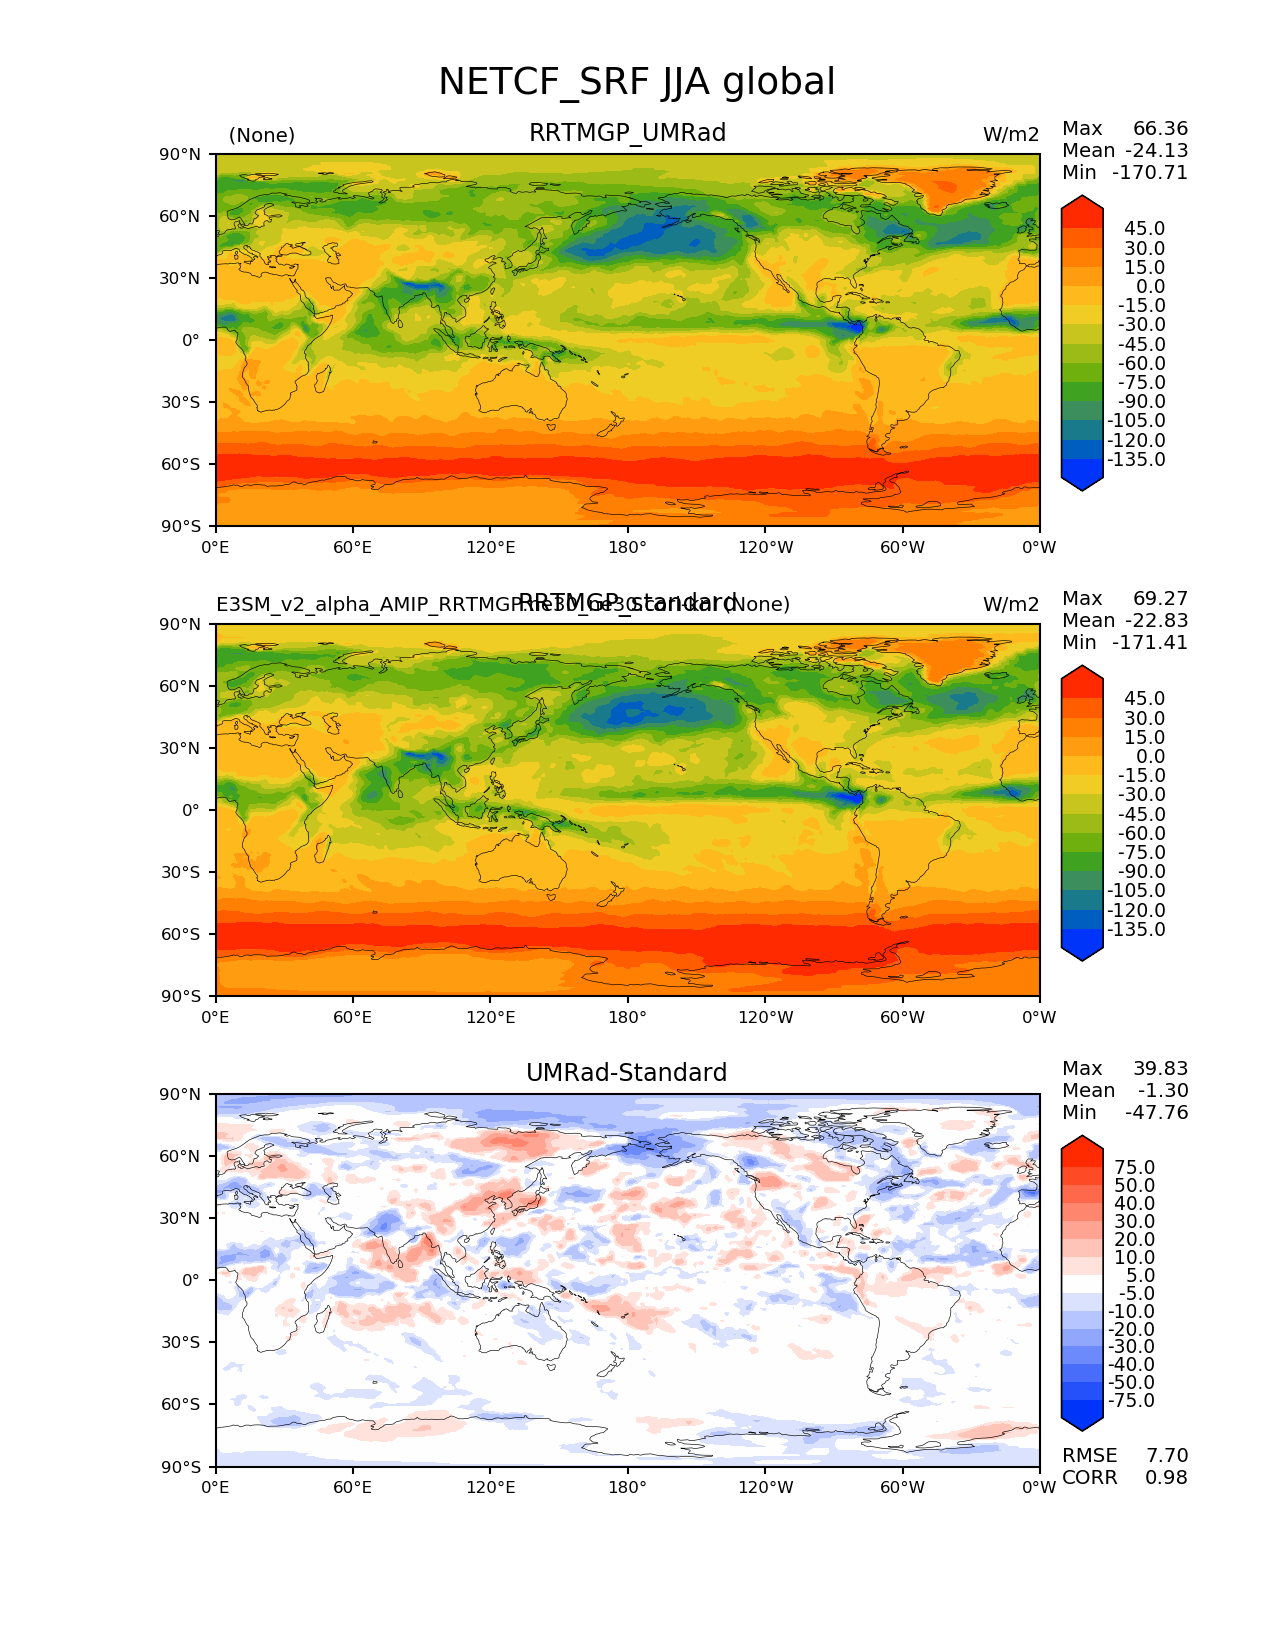 NETCF_SRF JJA global
(None) RRTMGP_UMRad W/m2
Max 66.36
Mean -24.13
Min -170.71
90°N
60°N
30°N
0°
30°S
60°S
90°S
0°E 60°E 120°E 180° 120°W 60°W 0°W
45.0
30.0
15.0
0.0
-15.0
-30.0
-45.0
-60.0
-75.0
-90.0
-105.0
-120.0
-135.0
E3SM_v2_alpha_AMIP_RRTMGP (None)
RRTMGP_standard W/m2
Max 69.27
Mean -22.83
Min -171.41
90°N
60°N
30°N
0°
30°S
60°S
90°S
0°E 60°E 120°E 180° 120°W 60°W 0°W
45.0
30.0
15.0
0.0
-15.0
-30.0
-45.0
-60.0
-75.0
-90.0
-105.0
-120.0
-135.0
UMRad-Standard
Max 39.83
Mean -1.30
Min -47.76
90°N
60°N
30°N
0°
30°S
60°S
90°S
0°E 60°E 120°E 180° 120°W 60°W 0°W
75.0
50.0
40.0
30.0
20.0
10.0
5.0
-5.0
-10.0
-20.0
-30.0
-40.0
-50.0
-75.0
RMSE 7.70
CORR 0.98